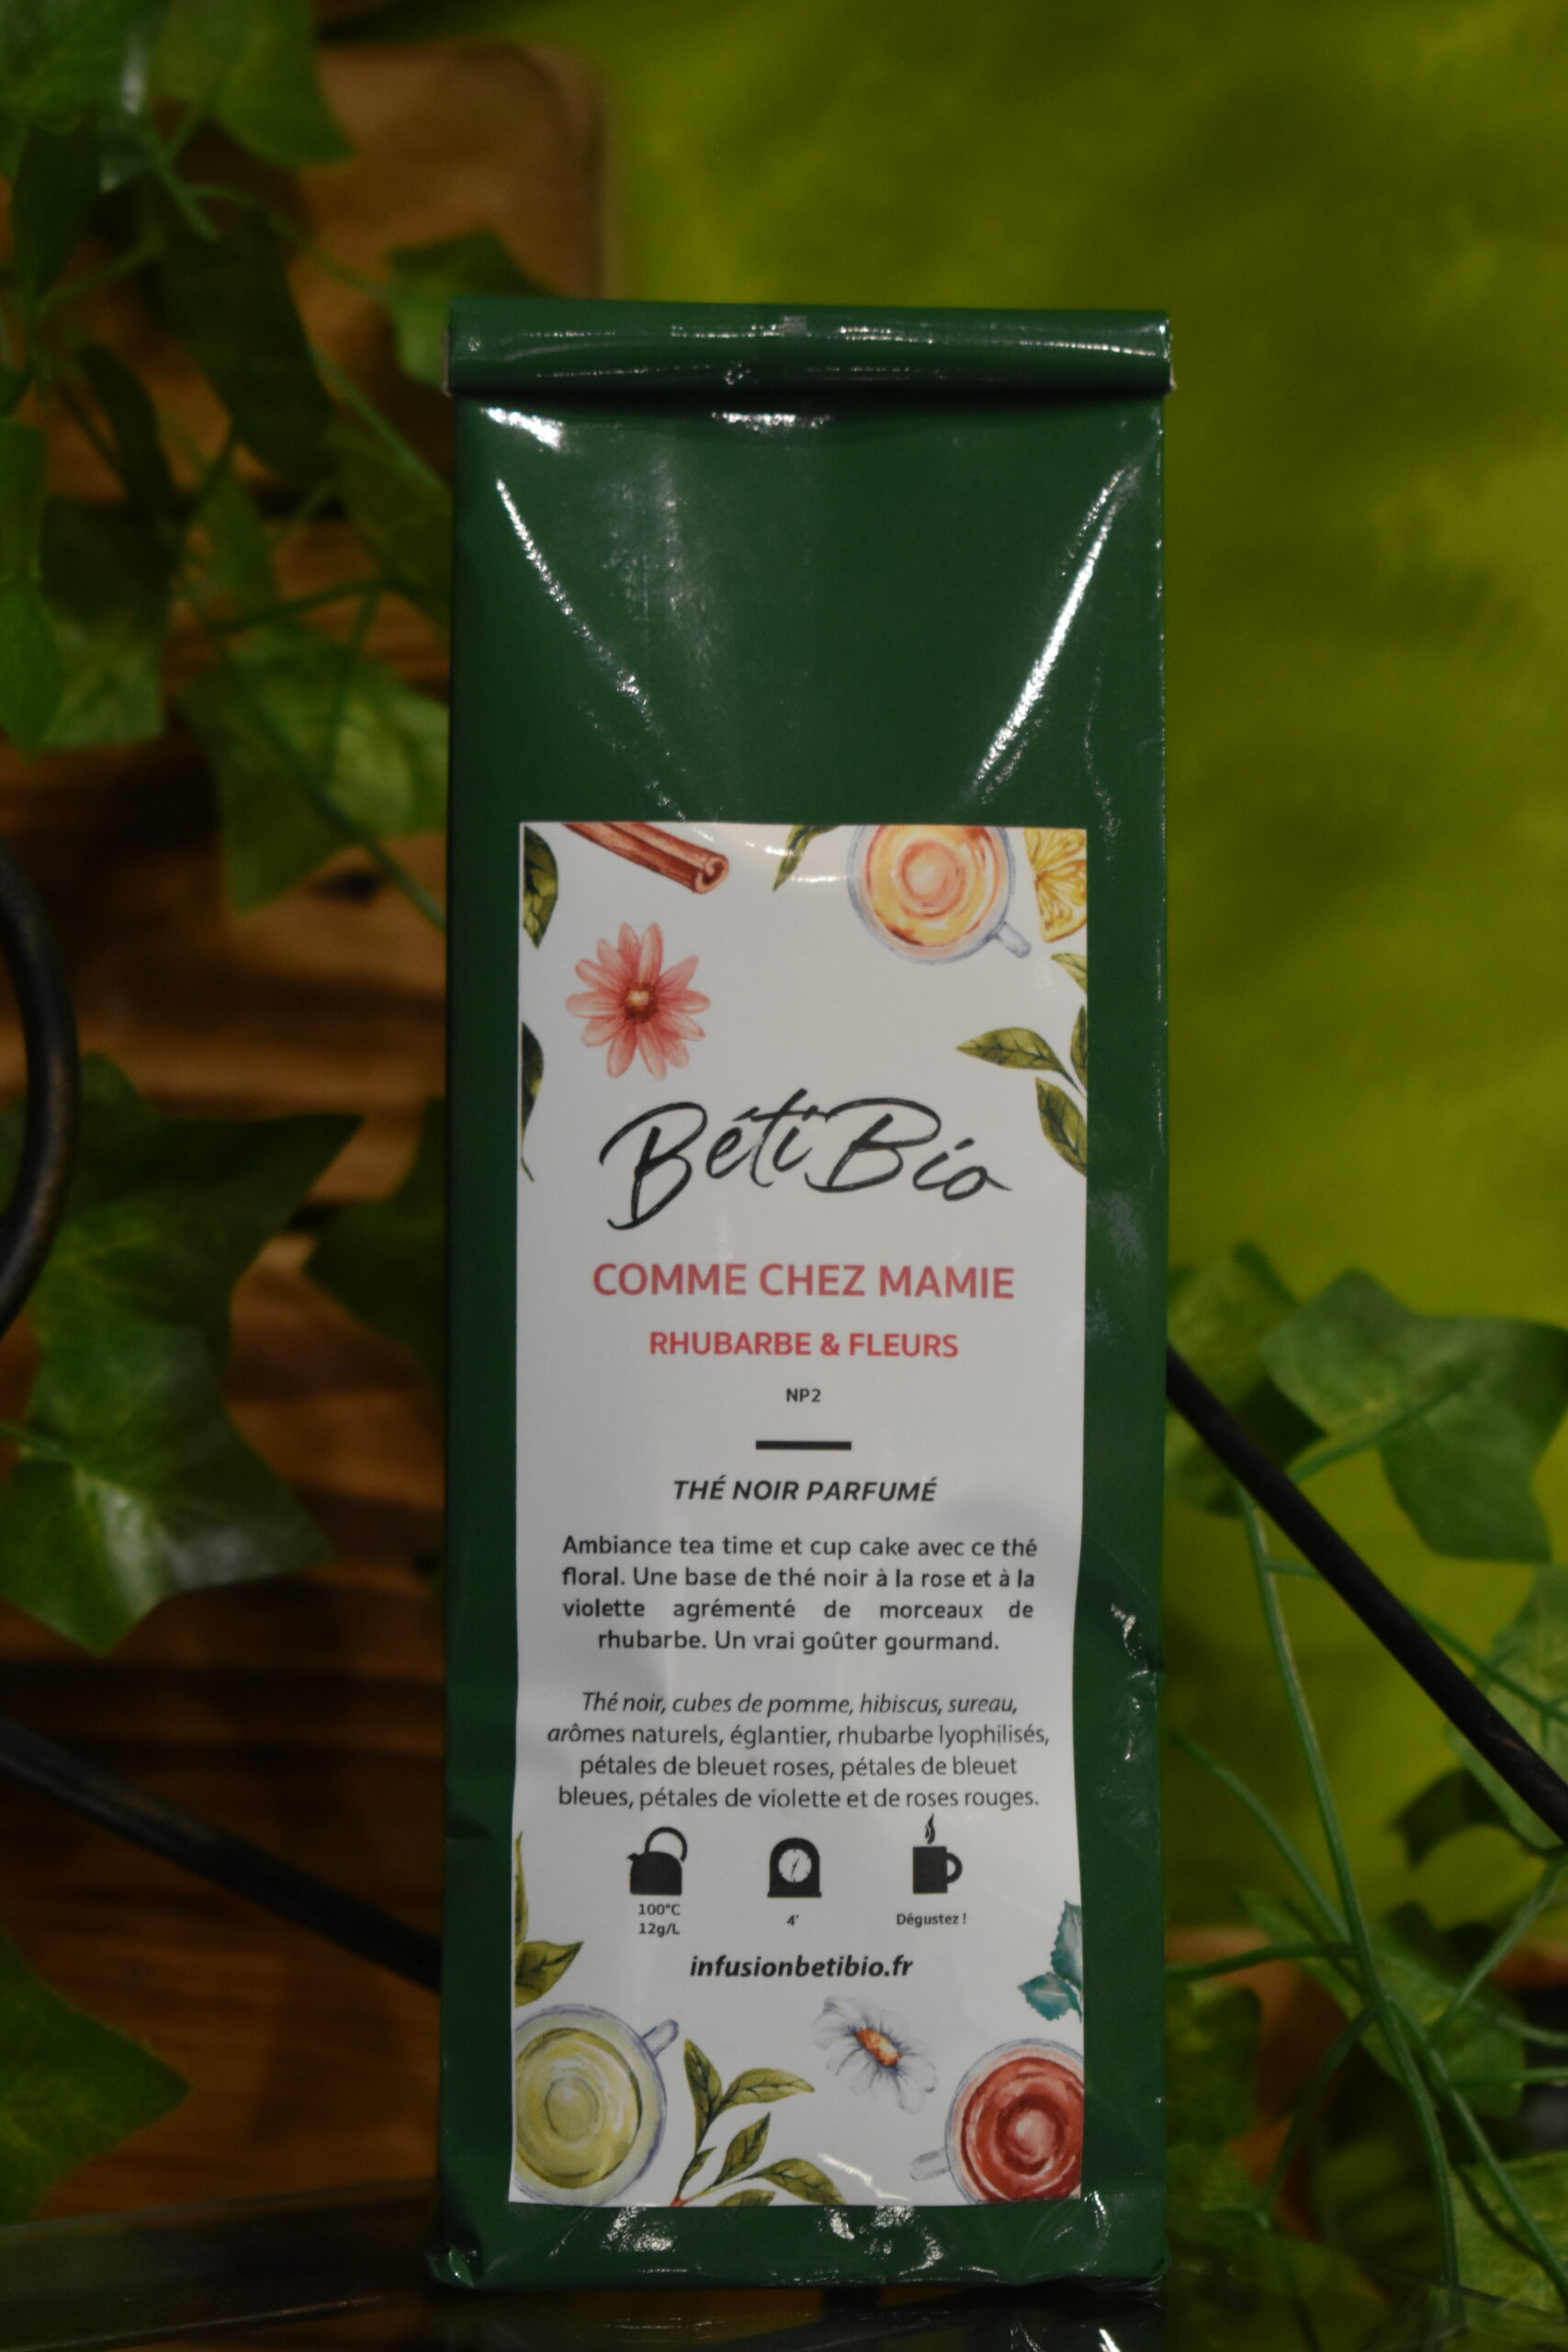 Béti Bio
COMME CHEZ MAMIE
RHUBARBE & FLEURS
NP2
THÉ NOIR PARFUMÉ
Ambiance tea time et cup cake avec ce thé
floral. Une base de thé noir à la rose et à la
violette agrémenté de morceaux de
rhubarbe. Un vrai goûter gourmand.
Thé noir, cubes de pomme, hibiscus, sureau,
arômes naturels, églantier, rhubarbe lyophilisés,
pétales de bleuet roses, pétales de bleuet
bleues, pétales de violette et de roses rouges.
100°C
12g/L
4'
Dégustez !
infusionbetibio.fr